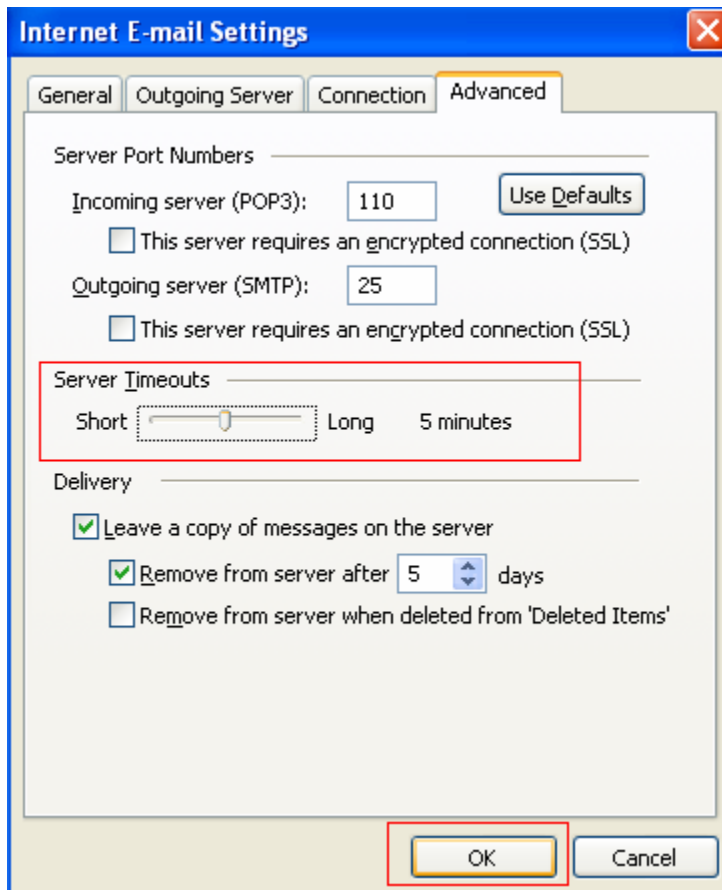 Internet E-mail Settings
General Outgoing Server Connection Advanced
Server Port Numbers
Incoming server (POP3): 110 Use Defaults
This server requires an encrypted connection (SSL)
Outgoing server (SMTP): 25
This server requires an encrypted connection (SSL)
Server Timeouts
Short Long 5 minutes
Delivery
Leave a copy of messages on the server
Remove from server after 5 days
Remove from server when deleted from 'Deleted Items'
OK Cancel